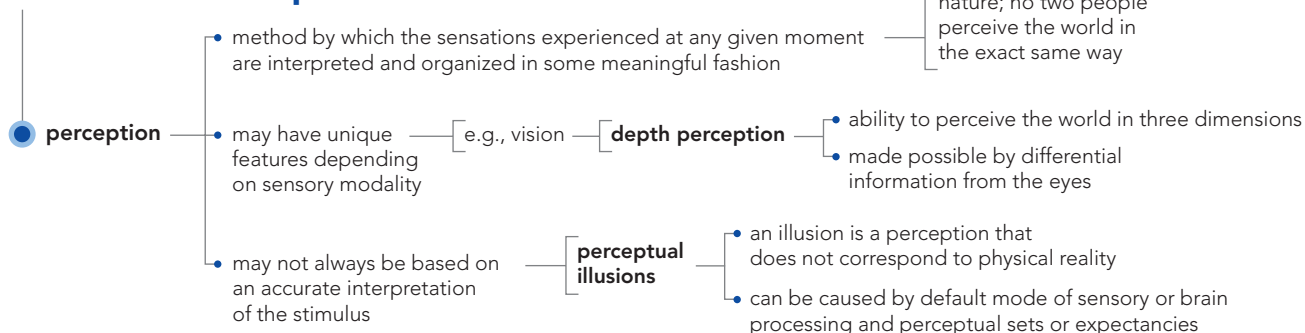 nature; no two people
perceive the world in
the exact same way
method by which the sensations experienced at any given moment
are interpreted and organized in some meaningful fashion
perception
may have unique
features depending
on sensory modality
e.g., vision
depth perception
ability to perceive the world in three dimensions
made possible by differential
information from the eyes
may not always be based on
an accurate interpretation
of the stimulus
perceptual
illusions
an illusion is a perception that
does not correspond to physical reality
can be caused by default mode of sensory or brain
processing and perceptual sets or expectancies